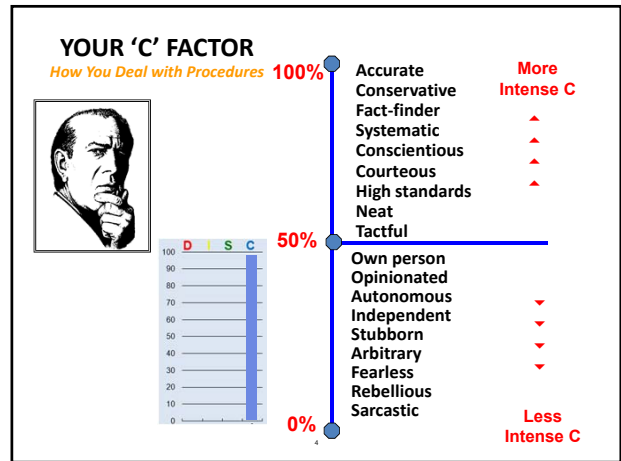 YOUR ‘C’ FACTOR
How You Deal with Procedures
100%
Accurate
Conservative
Fact-finder
Systematic
Conscientious
Courteous
High standards
Neat
Tactful
More
Intense C
50%
Own person
Opinionated
Autonomous
Independent
Stubborn
Arbitrary
Fearless
Rebellious
Sarcastic
0%
Less
Intense C
D I S C
100
90
80
70
60
50
40
30
20
10
0
4